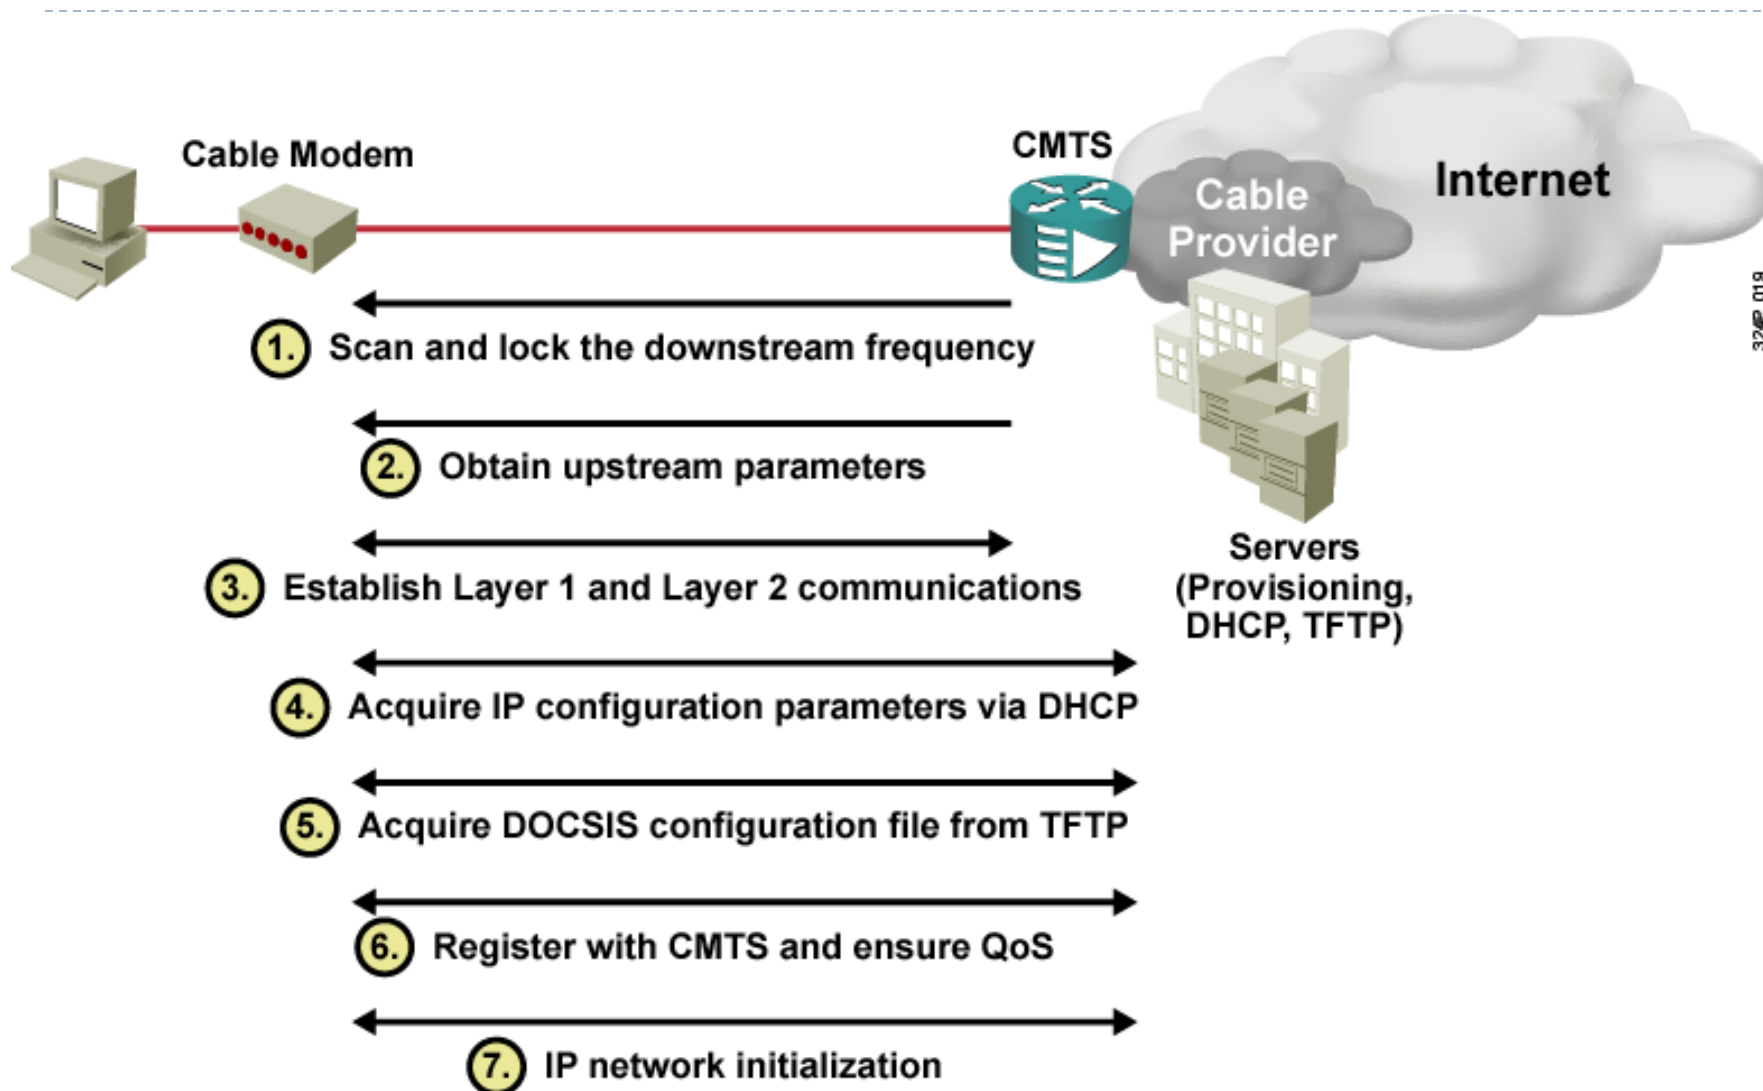 Cable Modem
CMTS
Cable
Provider
Internet
1. Scan and lock the downstream frequency
2. Obtain upstream parameters
Servers
(Provisioning,
DHCP, TFTP)
3. Establish Layer 1 and Layer 2 communications
4. Acquire IP configuration parameters via DHCP
5. Acquire DOCSIS configuration file from TFTP
6. Register with CMTS and ensure QoS
7. IP network initialization